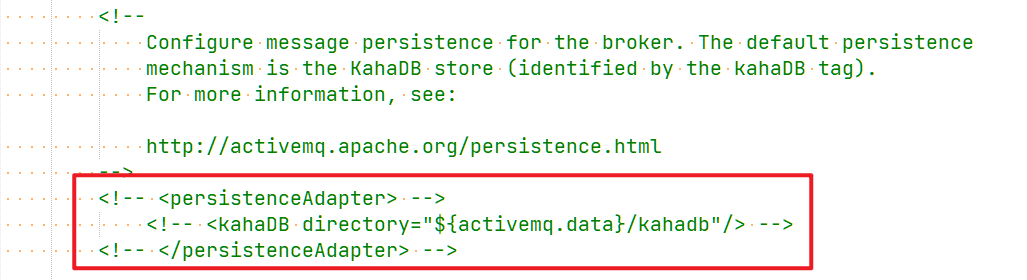 <!--
Configure message persistence for the broker. The default persistence
mechanism is the KahaDB store (identified by the kahaDB tag).
For more information, see:
http://activemq.apache.org/persistence.html
-->
<!-- <persistenceAdapter> -->
<!-- <kahaDB directory="${activemq.data}/kahadb"/> -->
<!-- </persistenceAdapter> -->